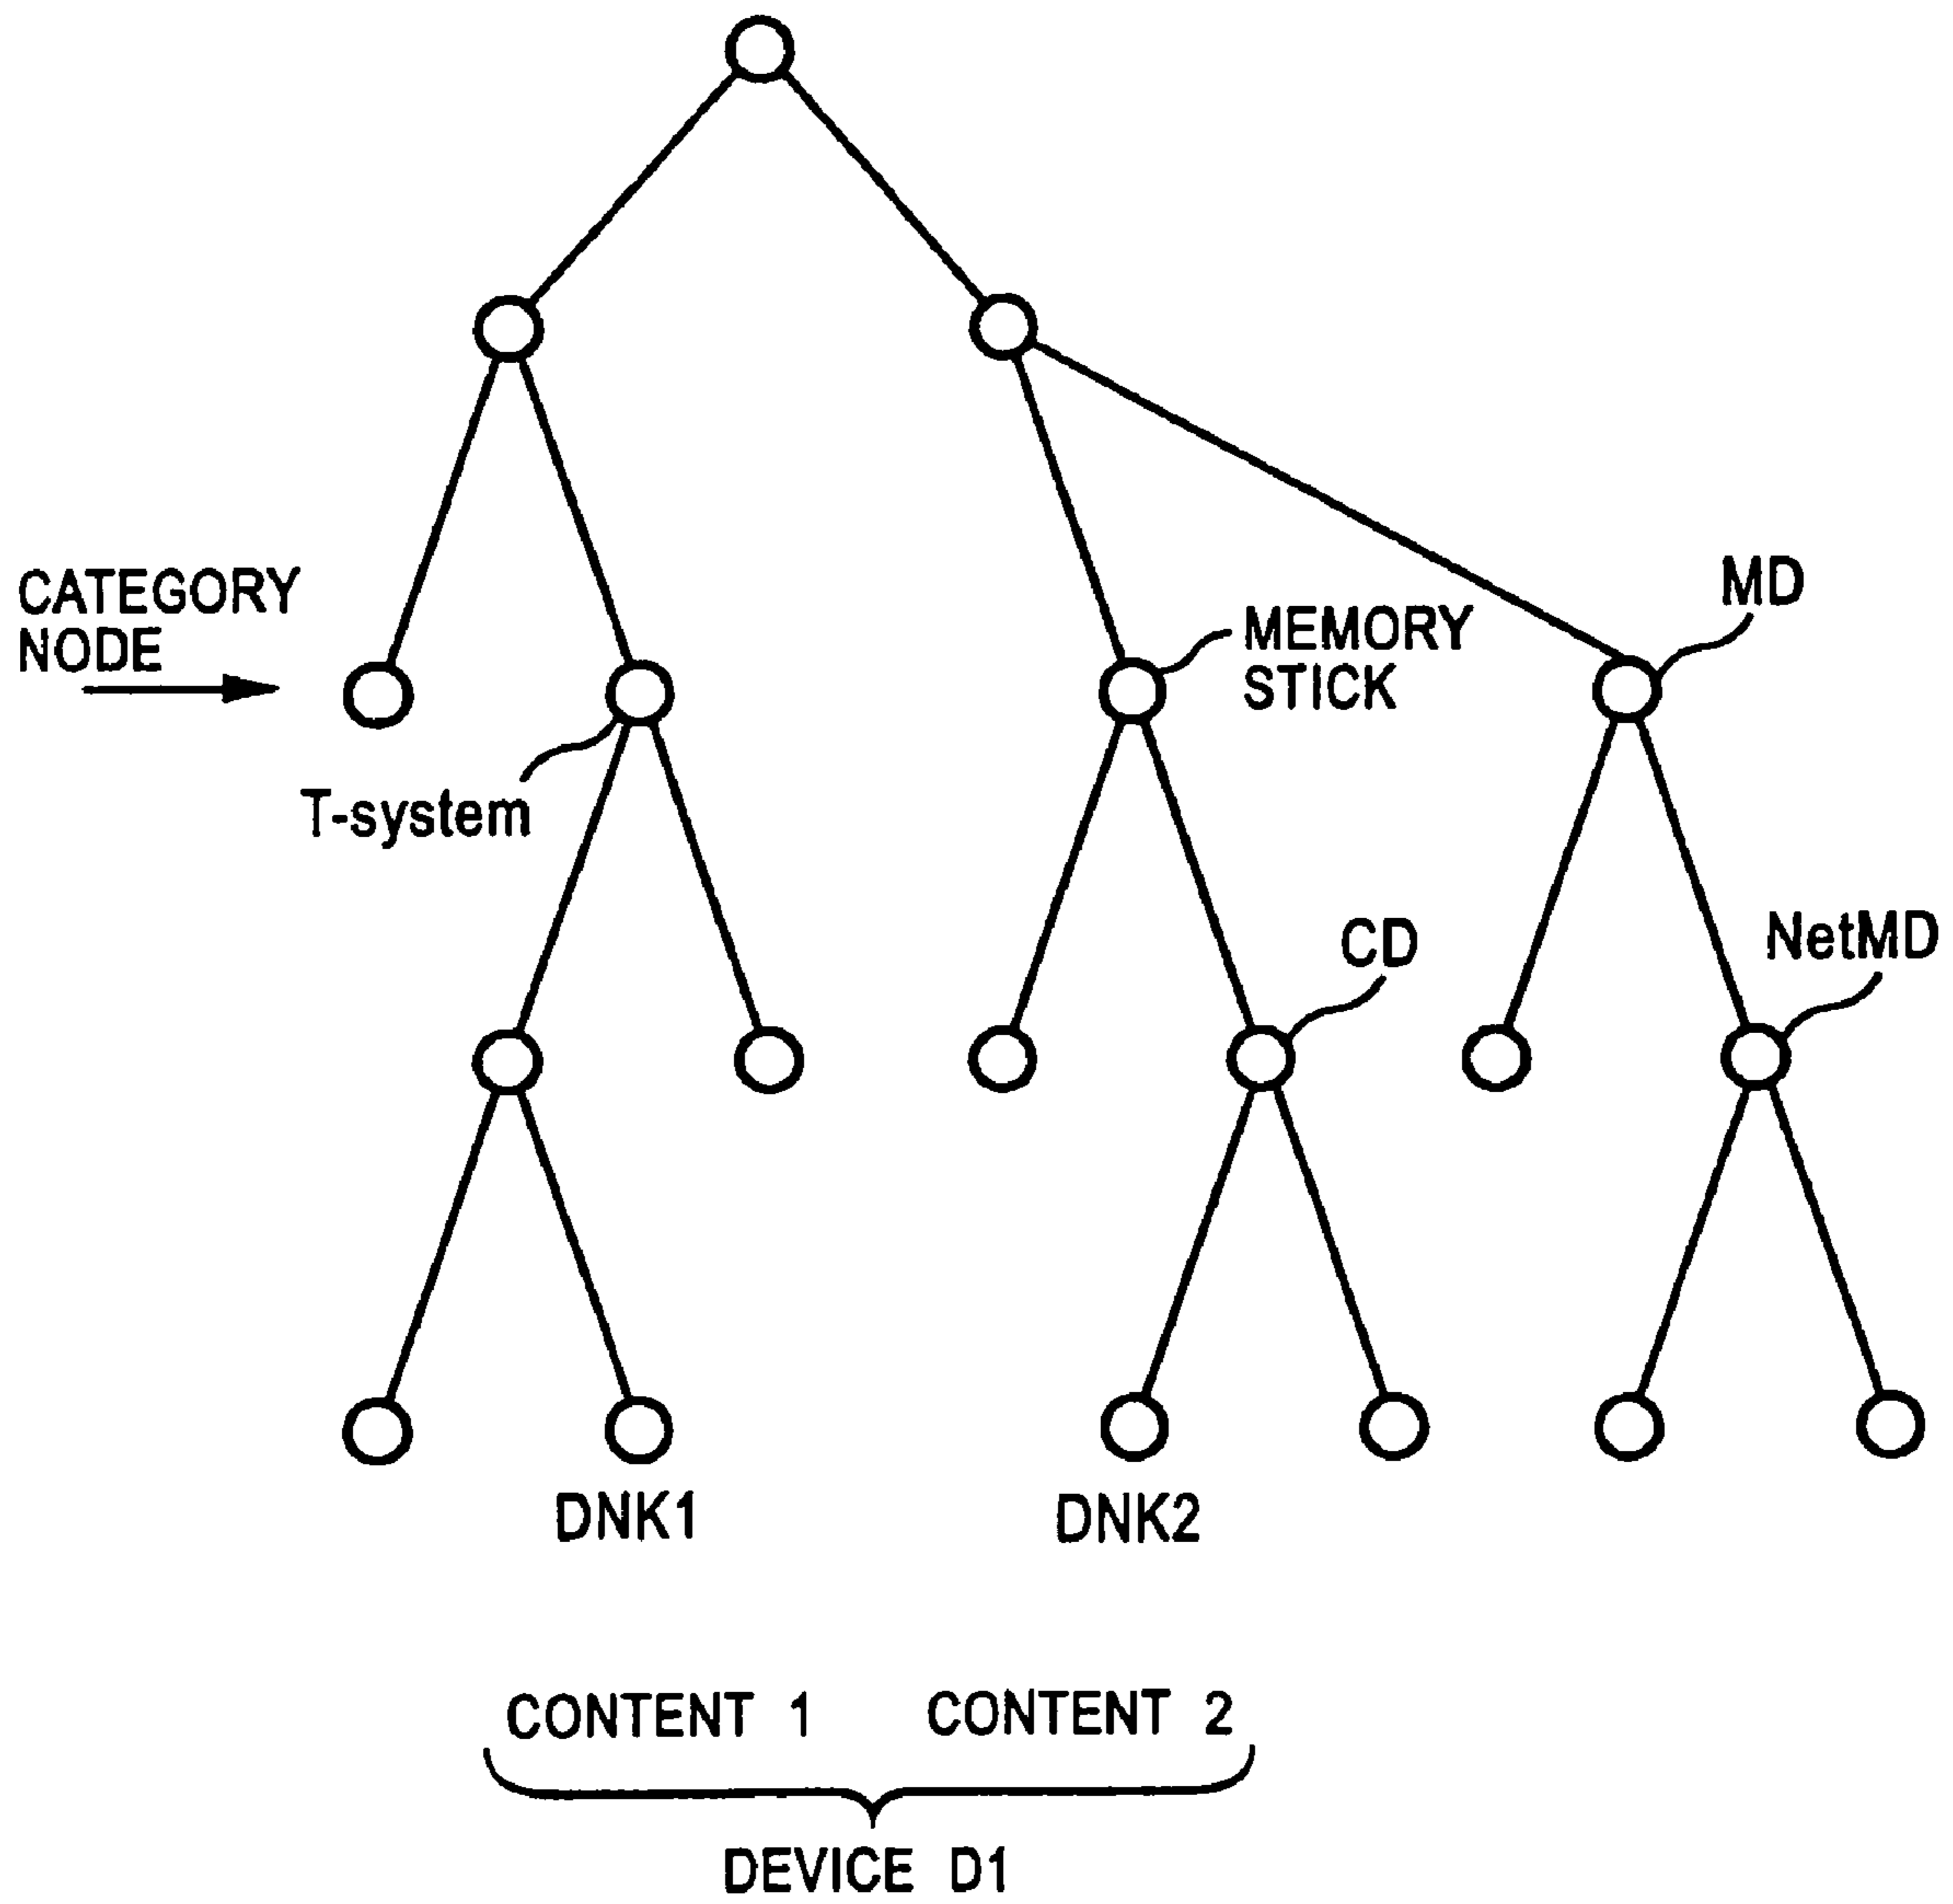 MD
CATEGORY
NODE
MEMORY
STICK
T-system
CD
NetMD
DNK1
DNK2
CONTENT 1
CONTENT 2
DEVICE D1